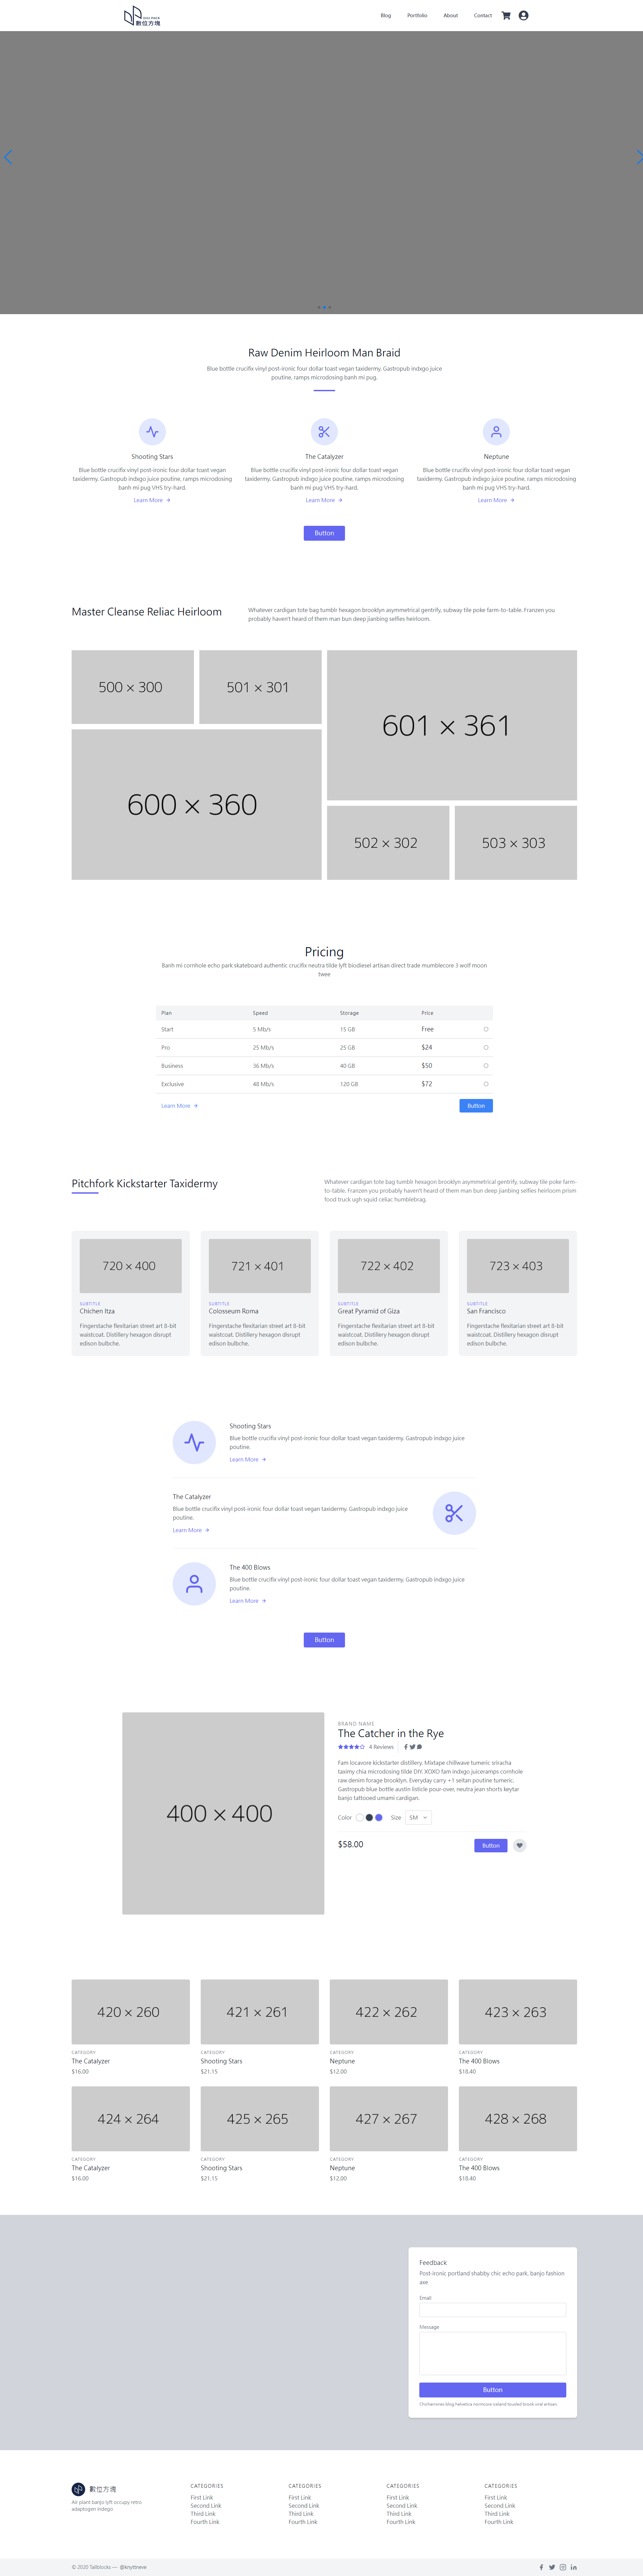 數位方塊
Blog Portfolio About Contact
Raw Denim Heirloom Man Braid
Blue bottle crucifix vinyl post-ironic four dollar toast vegan taxidermy. Gastropub indxgo juice
poutine, ramps microdosing banh mi pug.
Shooting Stars
Blue bottle crucifix vinyl post-ironic four dollar toast vegan
taxidermy. Gastropub indxgo juice poutine, ramps microdosing
banh mi pug VHS try-hard.
Learn More
The Catalyzer
Blue bottle crucifix vinyl post-ironic four dollar toast vegan
taxidermy. Gastropub indxgo juice poutine, ramps microdosing
banh mi pug VHS try-hard.
Learn More
Neptune
Blue bottle crucifix vinyl post-ironic four dollar toast vegan
taxidermy. Gastropub indxgo juice poutine, ramps microdosing
banh mi pug VHS try-hard.
Learn More
Button
Master Cleanse Reliac Heirloom
Whatever cardigan tote bag tumblr hexagon brooklyn asymmetrical gentrify, subway tile poke farm-to-table. Franzen you
probably haven't heard of them man bun deep jianbing selfies heirloom.
500 × 300
501 × 301
601 × 361
600 × 360
502 × 302
503 × 303
Pricing
Banh mi cornhole echo park skateboard authentic crucifix neutra tilde lyft biodiesel artisan direct trade mumblecore 3 wolf moon
twee
Plan Speed Storage Price
Start 5 Mb/s 15 GB Free
Pro 25 Mb/s 25 GB $24
Business 36 Mb/s 40 GB $50
Exclusive 48 Mb/s 120 GB $72
Learn More
Button
Pitchfork Kickstarter Taxidermy
Whatever cardigan tote bag tumblr hexagon brooklyn asymmetrical gentrify, subway tile poke farm-
to-table. Franzen you probably haven't heard of them man bun deep jianbing selfies heirloom prism
food truck ugh squid celiac humblebrag.
720 × 400
SUBTITLE
Chichen Itza
Fingerstache flexitarian street art 8-bit
waistcoat. Distillery hexagon disrupt
edison bulbche.
721 × 401
SUBTITLE
Colosseum Roma
Fingerstache flexitarian street art 8-bit
waistcoat. Distillery hexagon disrupt
edison bulbche.
722 × 402
SUBTITLE
Great Pyramid of Giza
Fingerstache flexitarian street art 8-bit
waistcoat. Distillery hexagon disrupt
edison bulbche.
723 × 403
SUBTITLE
San Francisco
Fingerstache flexitarian street art 8-bit
waistcoat. Distillery hexagon disrupt
edison bulbche.
Shooting Stars
Blue bottle crucifix vinyl post-ironic four dollar toast vegan taxidermy. Gastropub indxgo juice
poutine.
Learn More
The Catalyzer
Blue bottle crucifix vinyl post-ironic four dollar toast vegan taxidermy. Gastropub indxgo juice
poutine.
Learn More
The 400 Blows
Blue bottle crucifix vinyl post-ironic four dollar toast vegan taxidermy. Gastropub indxgo juice
poutine.
Learn More
Button
400 × 400
BRAND NAME
The Catcher in the Rye
4 Reviews
Fam locavore kickstarter distillery. Mixtape chillwave tumeric sriracha
taximy chia microdosing tilde DIY. XOXO fam indxgo juiceramps cornhole
raw denim forage brooklyn. Everyday carry +1 seitan poutine tumeric.
Gastropub blue bottle austin listicle pour-over, neutra jean shorts keytar
banjo tattooed umami cardigan.
Color Size SM
$58.00 Button
420 × 260
CATEGORY
The Catalyzer
$16.00
421 × 261
CATEGORY
Shooting Stars
$21.15
422 × 262
CATEGORY
Neptune
$12.00
423 × 263
CATEGORY
The 400 Blows
$18.40
424 × 264
CATEGORY
The Catalyzer
$16.00
425 × 265
CATEGORY
Shooting Stars
$21.15
427 × 267
CATEGORY
Neptune
$12.00
428 × 268
CATEGORY
The 400 Blows
$18.40
Feedback
Post-ironic portland shabby chic echo park, banjo fashion
axe
Email
Message
Button
Chicharrones blog helvetica normcore iceland tousled brook vinyl artisan.
數位方塊
Air plant banjo lyft occupy retro
adaptogen indego
CATEGORIES
First Link
Second Link
Third Link
Fourth Link
CATEGORIES
First Link
Second Link
Third Link
Fourth Link
CATEGORIES
First Link
Second Link
Third Link
Fourth Link
CATEGORIES
First Link
Second Link
Third Link
Fourth Link
© 2020 Tailblocks — @knyttneve